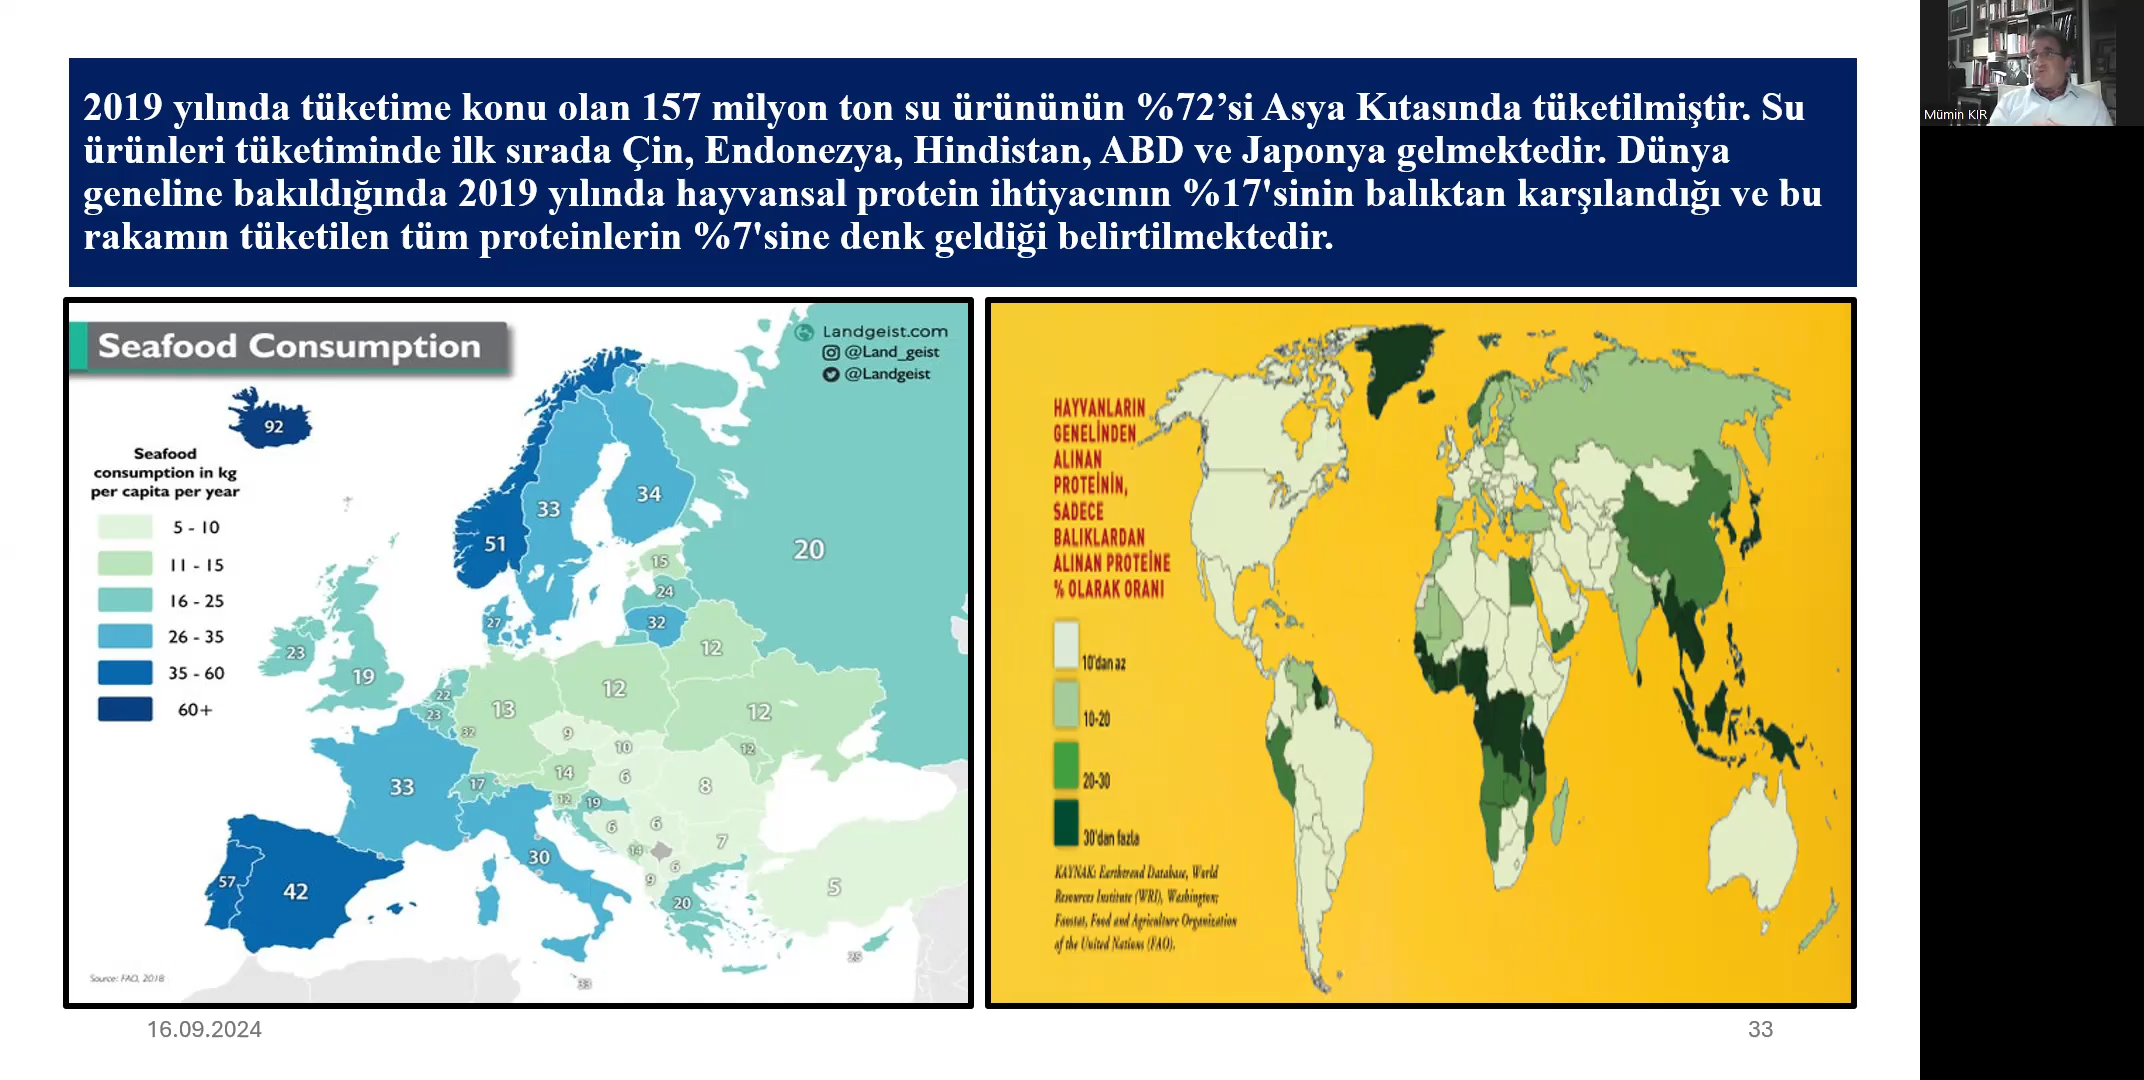 2019 yılında tüketime konu olan 157 milyon ton su ürününün %72’si Asya Kıtasında tüketilmiştir. Su
ürünleri tüketiminde ilk sırada Çin, Endonezya, Hindistan, ABD ve Japonya gelmektedir. Dünya
geneline bakıldığında 2019 yılında hayvansal protein ihtiyacının %17'sinin balıktan karşılandığı ve bu
rakamın tüketilen tüm proteinlerin %7'sine denk geldiği belirtilmektedir.
Seafood Consumption
Landgeist.com
@Land_geist
@Landgeist
Seafood
consumption in kg
per capita per year
5 - 10
11 - 15
16 - 25
26 - 35
35 - 60
60+
92
51
33
34
20
15
24
32
27
12
23
19
22
23
32
13
12
12
9
10
12
33
17
14
6
8
12
19
6
6
7
14
6
9
57
42
30
20
5
25
33
Source: FAO, 2018
HAYVANLARIN
GENELİNDEN
ALINAN
PROTEİNİN,
SADECE
BALIKLARDAN
ALINAN PROTEİNE
% OLARAK ORANI
10'dan az
10-20
20-30
30'dan fazla
KAYNAK: Earthtrend Database, World
Resources Institute (WRI), Washington;
Faostat, Food and Agriculture Organization
of the United Nations (FAO).
16.09.2024
33
Mümin KIR